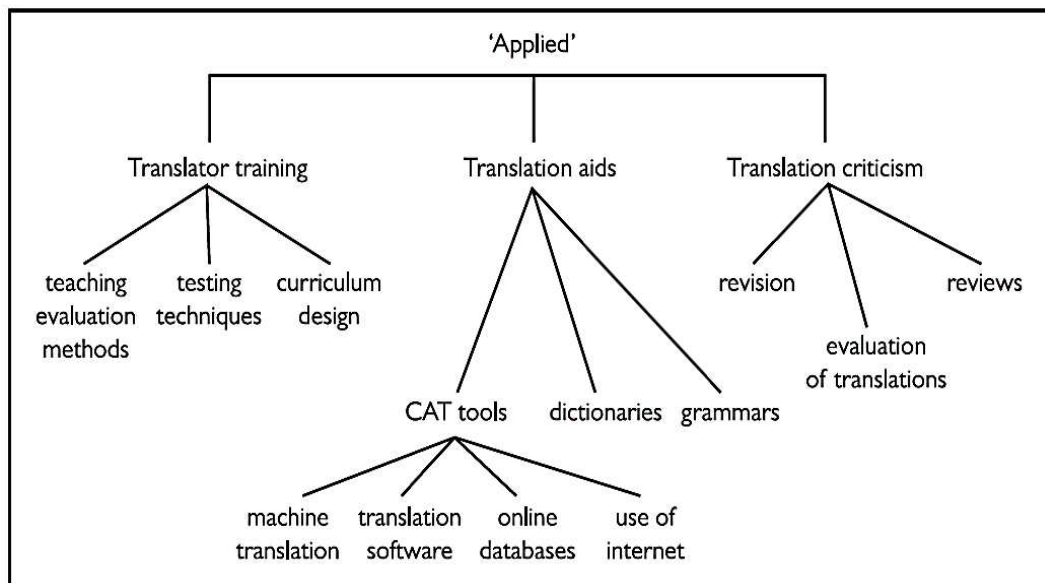 ‘Applied’
Translator training
Translation aids
Translation criticism
teaching
evaluation
methods
testing
techniques
curriculum
design
revision
reviews
evaluation
of translations
CAT tools
dictionaries
grammars
machine
translation
translation
software
online
databases
use of
internet